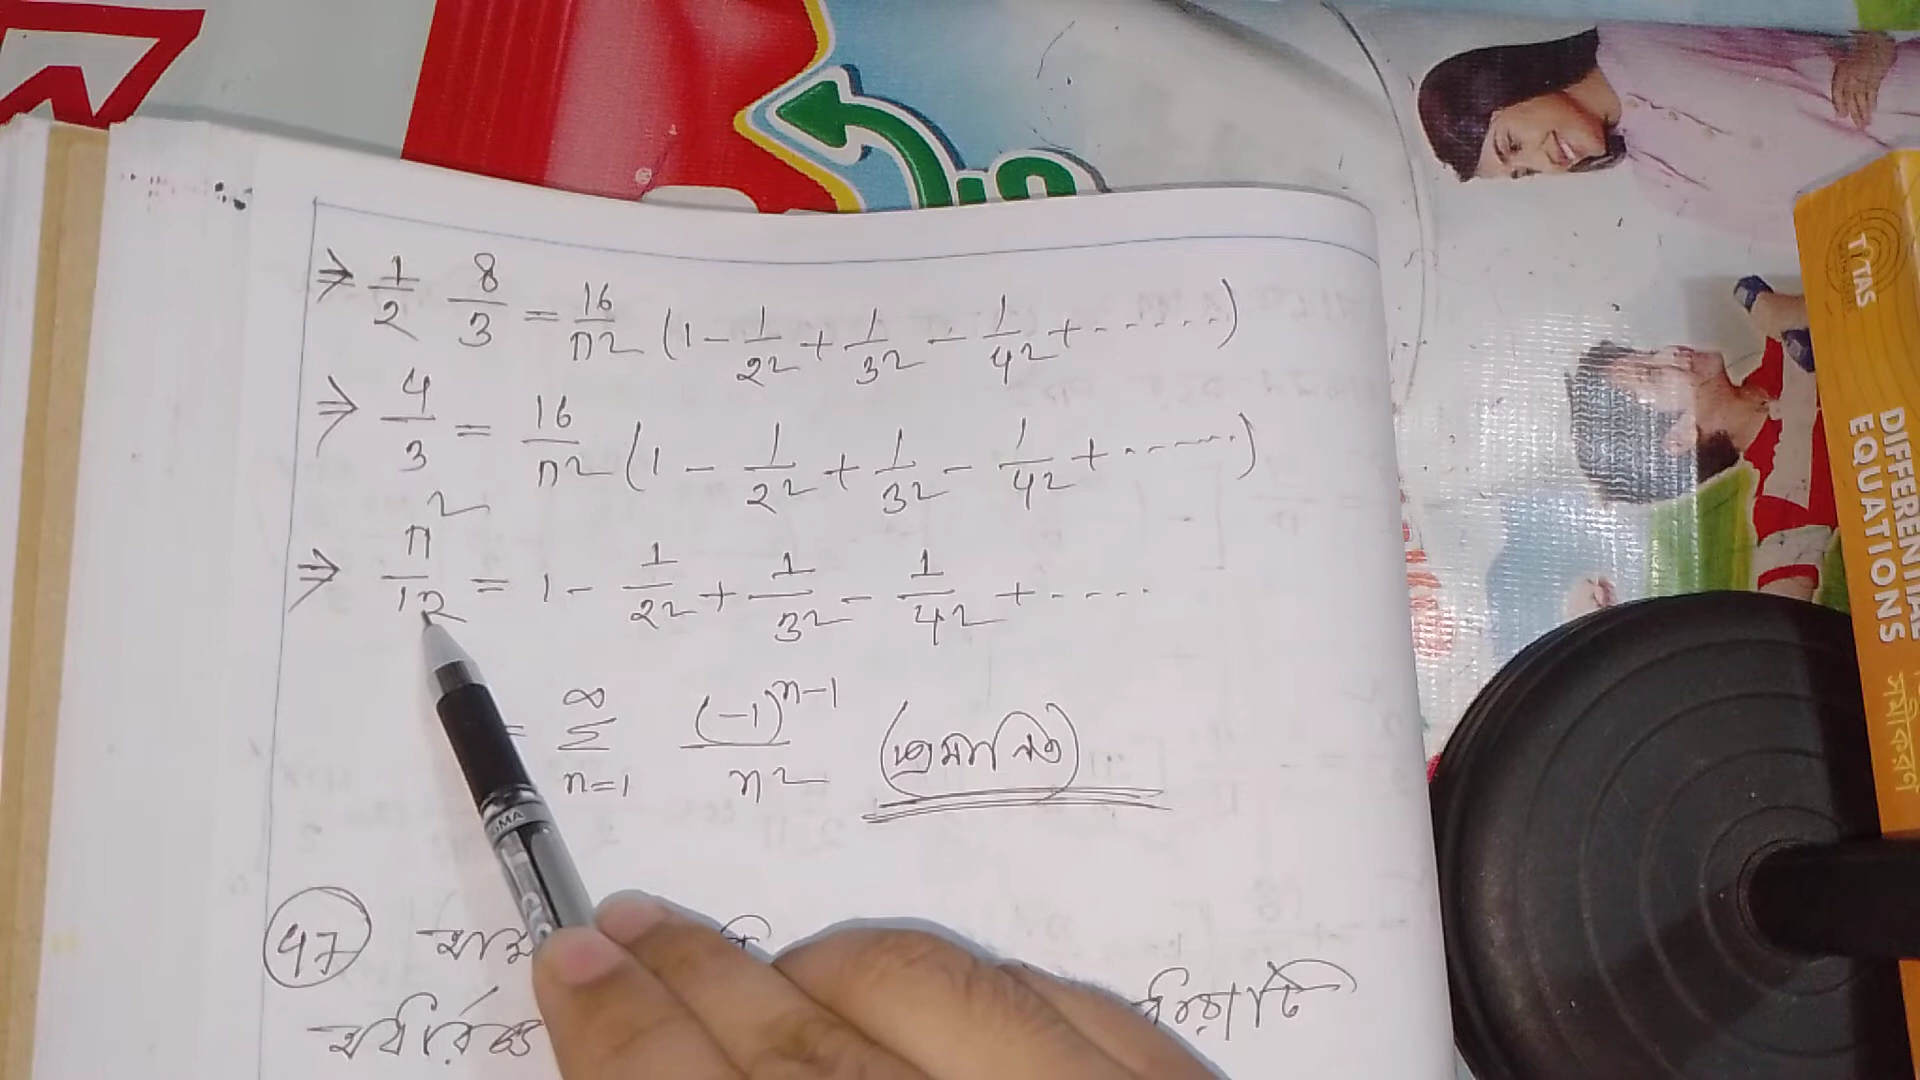 ⇒ 1/2 8/3 = 16/π² (1 - 1/2² + 1/3² - 1/4² + ......)
⇒ 4/3 = 16/π² (1 - 1/2² + 1/3² - 1/4² + ......)
⇒ π²/12 = 1 - 1/2² + 1/3² - 1/4² + ....
= ∞Σn=1 (-1)ⁿ⁻¹/n² (প্রমাণিত)
47
TITAS
DIFFERENTIAL
EQUATIONS
সমীকরণ